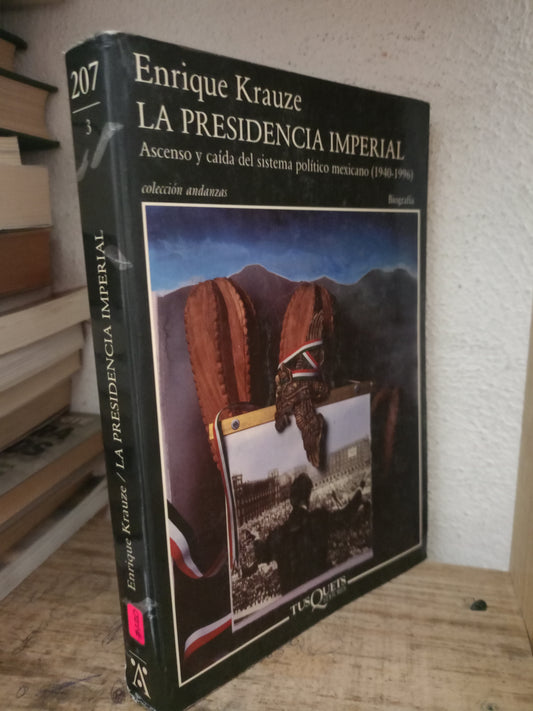 Enrique Krauze
LA PRESIDENCIA IMPERIAL
Ascenso y caída del sistema político mexicano (1940-1996)
colección andanzas
Biografía
TUSQUETS
207
3
Enrique Krauze / LA PRESIDENCIA IMPERIAL